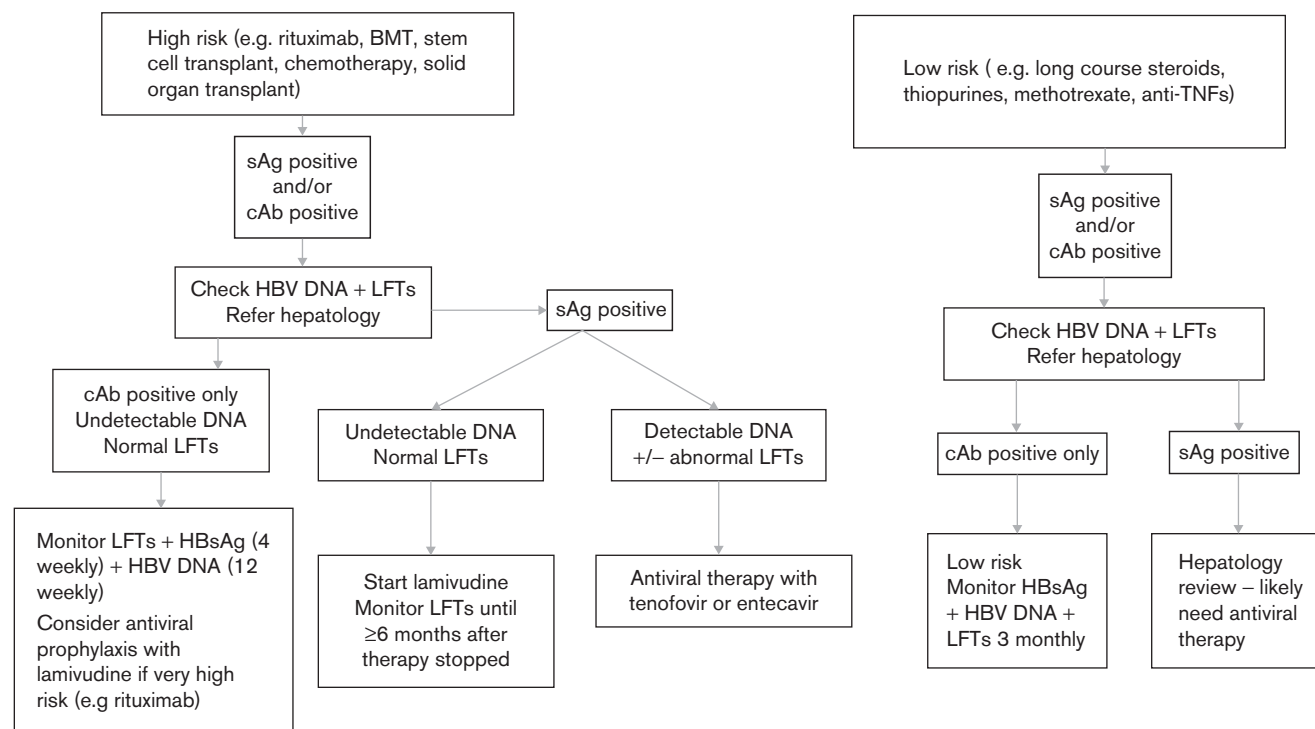 High risk (e.g. rituximab, BMT, stem
cell transplant, chemotherapy, solid
organ transplant)
sAg positive
and/or
cAb positive
Check HBV DNA + LFTs
Refer hepatology
sAg positive
cAb positive only
Undetectable DNA
Normal LFTs
Undetectable DNA
Normal LFTs
Detectable DNA
+/– abnormal LFTs
Monitor LFTs + HBsAg (4
weekly) + HBV DNA (12
weekly)
Consider antiviral
prophylaxis with
lamivudine if very high
risk (e.g rituximab)
Start lamivudine
Monitor LFTs until
≥6 months after
therapy stopped
Antiviral therapy with
tenofovir or entecavir
Low risk ( e.g. long course steroids,
thiopurines, methotrexate, anti-TNFs)
sAg positive
and/or
cAb positive
Check HBV DNA + LFTs
Refer hepatology
cAb positive only
sAg positive
Low risk
Monitor HBsAg
+ HBV DNA +
LFTs 3 monthly
Hepatology
review – likely
need antiviral
therapy